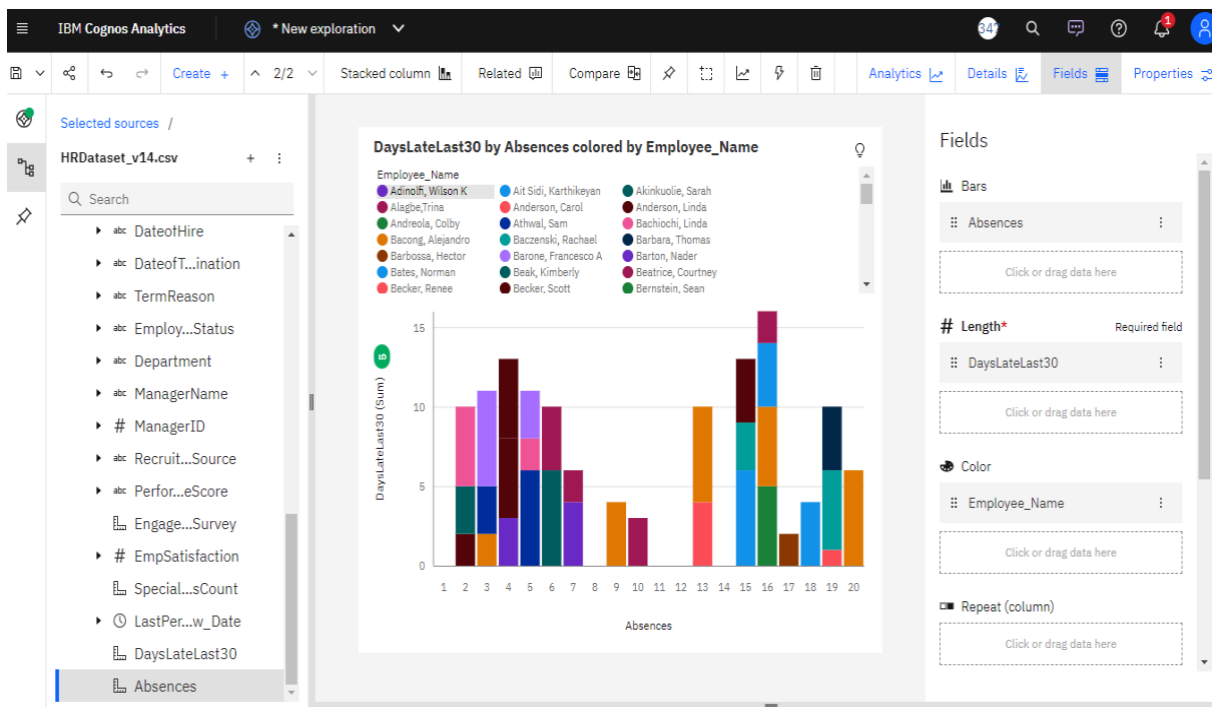 IBM Cognos Analytics
* New exploration
347
1
Create +
2/2
Stacked column
Related
Compare
Analytics
Details
Fields
Properties
Selected sources /
HRDataset_v14.csv
Search
abc DateofHire
abc DateofT...ination
abc TermReason
abc Employ...Status
abc Department
abc ManagerName
# ManagerID
abc Recruit...Source
abc Perfor...eScore
Engage...Survey
# EmpSatisfaction
Special...sCount
LastPer...w_Date
DaysLateLast30
Absences
DaysLateLast30 by Absences colored by Employee_Name
Employee_Name
Adinolfi, Wilson K Ait Sidi, Karthikeyan Akinkuolie, Sarah
Alagbe,Trina Anderson, Carol Anderson, Linda
Andreola, Colby Athwal, Sam Bachiochi, Linda
Bacong, Alejandro Baczenski, Rachael Barbara, Thomas
Barbossa, Hector Barone, Francesco A Barton, Nader
Bates, Norman Beak, Kimberly Beatrice, Courtney
Becker, Renee Becker, Scott Bernstein, Sean
DaysLateLast30 (Sum)
15
10
5
0
1 2 3 4 5 6 7 8 9 10 11 12 13 14 15 16 17 18 19 20
Absences
Fields
Bars
Absences
Click or drag data here
# Length* Required field
DaysLateLast30
Click or drag data here
Color
Employee_Name
Click or drag data here
Repeat (column)
Click or drag data here